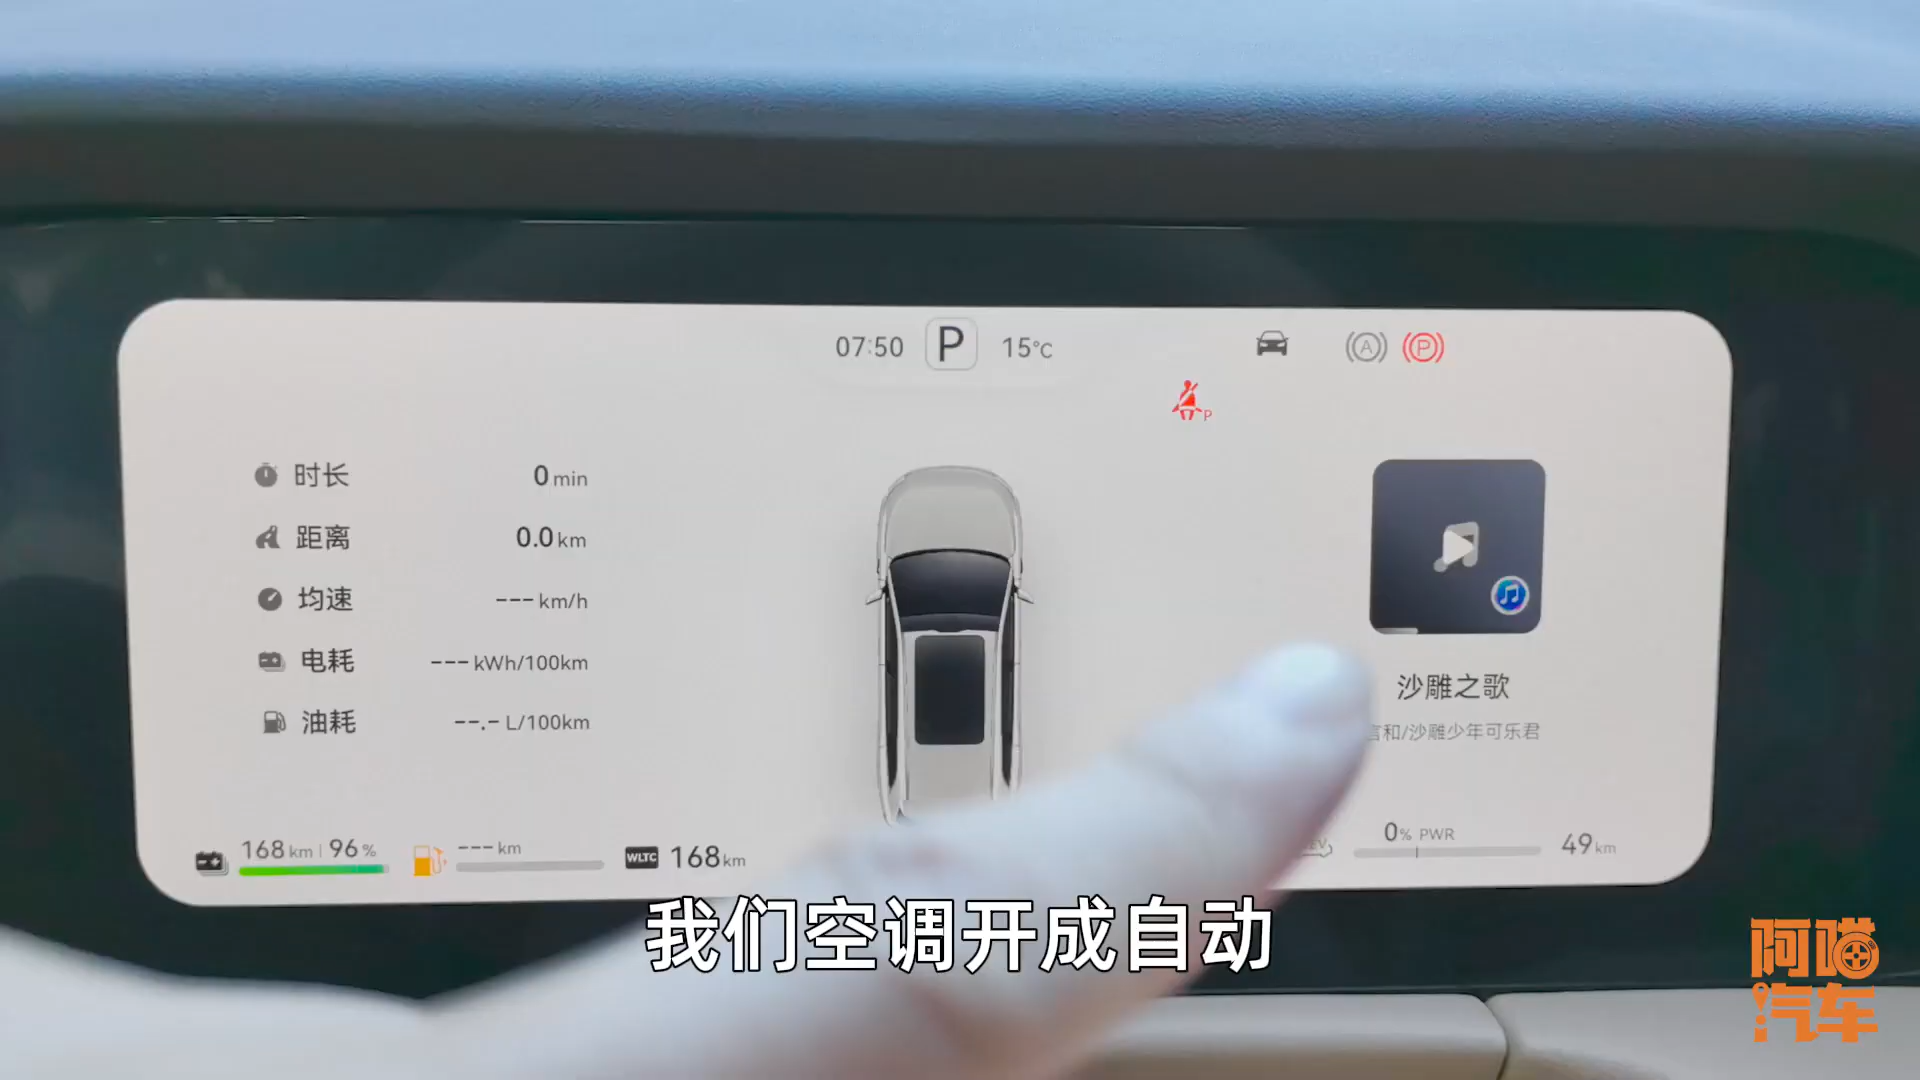 07:50 P 15°C
A P
P
时长 0 min
距离 0.0 km
均速 --- km/h
电耗 --- kWh/100km
油耗 --.- L/100km
沙雕之歌
言和/沙雕少年可乐君
168 km | 96 %
--- km
WLTC 168 km
EV
0% PWR
49 km
我们空调开成自动
阿喵
汽车